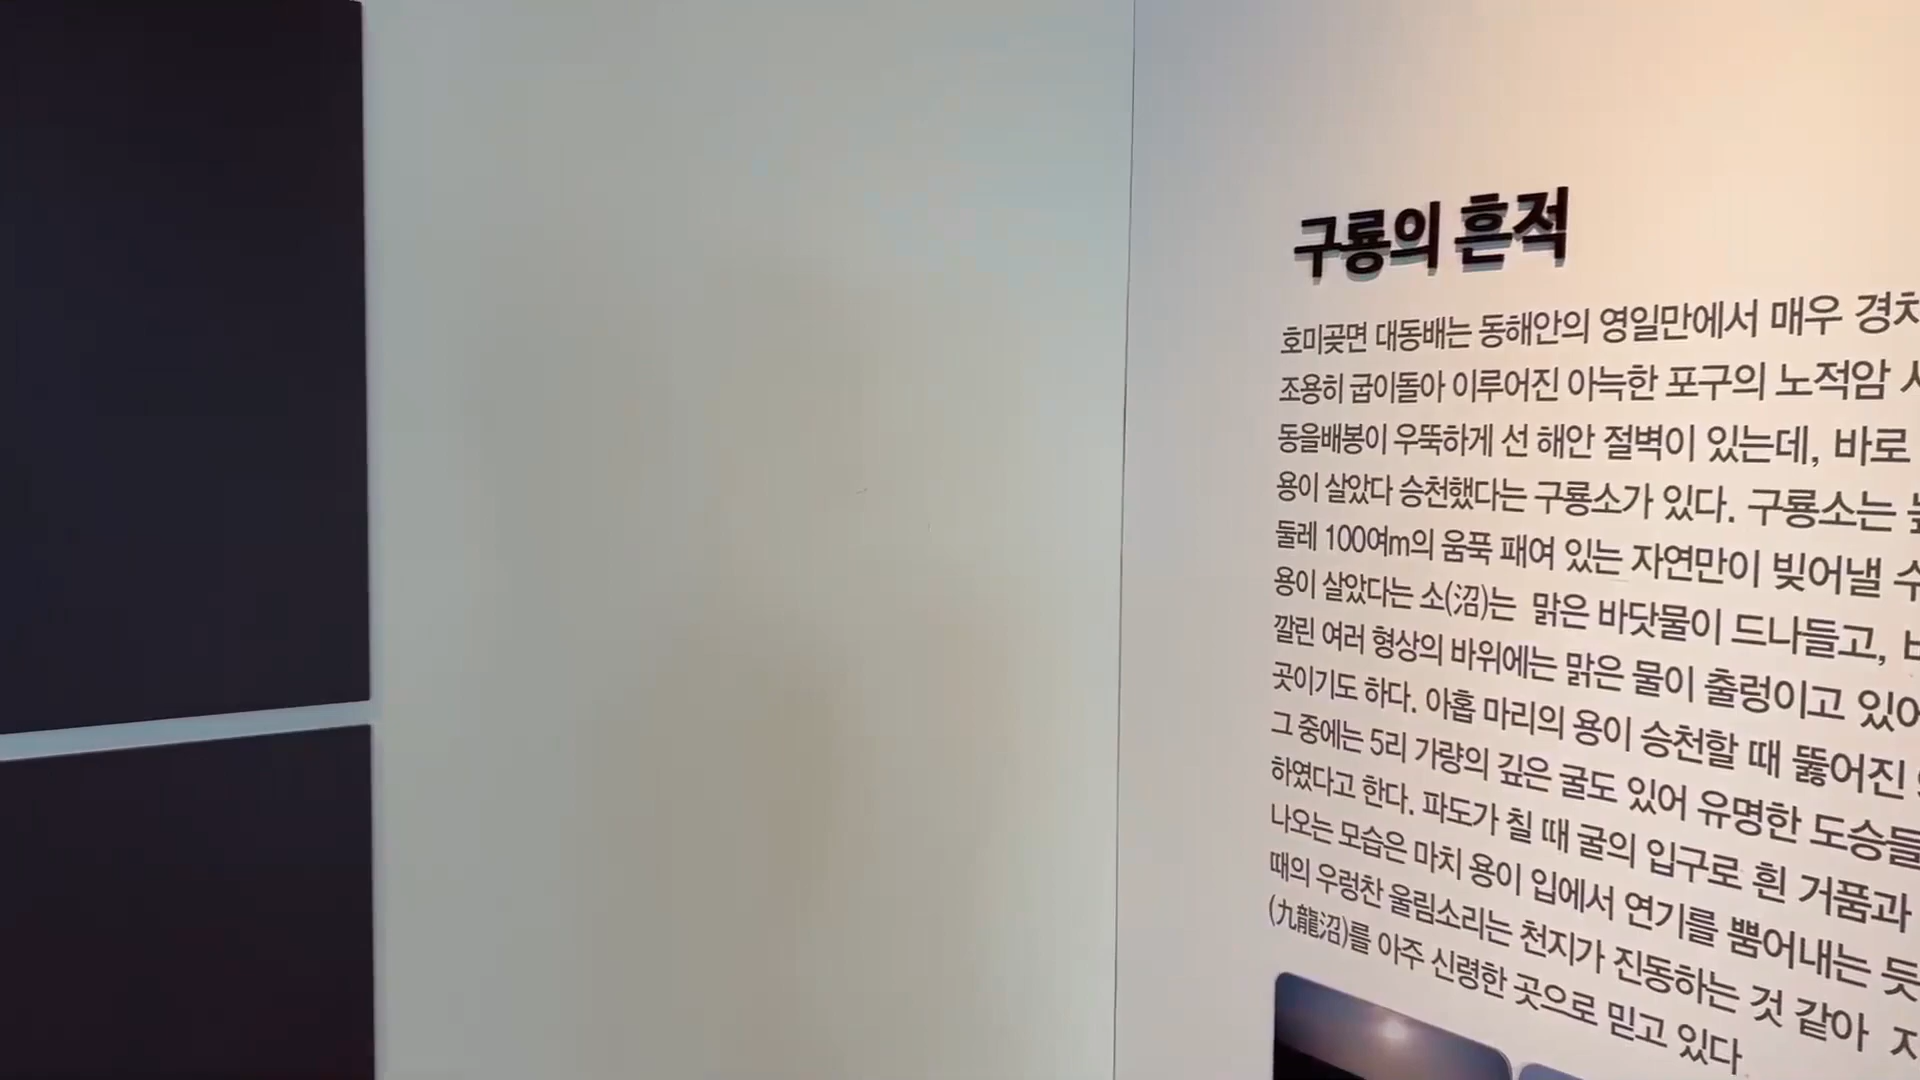 구룡의 흔적
호미곶면 대동배는 동해안의 영일만에서 매우 경치
조용히 굽이돌아 이루어진 아늑한 포구의 노적암
동을배봉이 우뚝하게 선 해안 절벽이 있는데, 바로
용이 살았다 승천했다는 구룡소가 있다. 구룡소는
둘레 100여m의 움푹 패여 있는 자연만이 빚어낼 수
용이 살았다는 소(沼)는 맑은 바닷물이 드나들고,
깔린 여러 형상의 바위에는 맑은 물이 출렁이고 있어
곳이기도 하다. 아홉 마리의 용이 승천할 때 뚫어진
그 중에는 5리 가량의 깊은 굴도 있어 유명한 도승들
하였다고 한다. 파도가 칠 때 굴의 입구로 흰 거품과
나오는 모습은 마치 용이 입에서 연기를 뿜어내는 듯
때의 우렁찬 울림소리는 천지가 진동하는 것 같아
(九龍沼)를 아주 신령한 곳으로 믿고 있다.